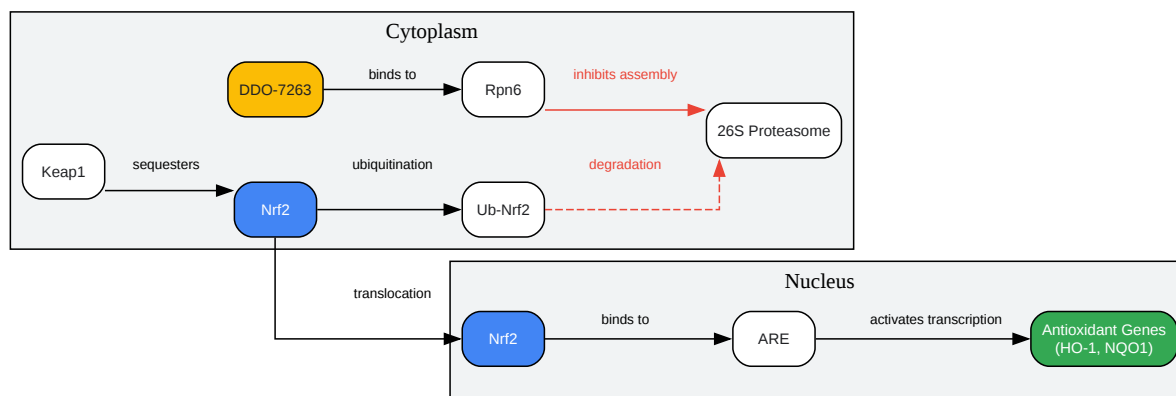 Cytoplasm
DDO-7263
binds to
Rpn6
inhibits assembly
26S Proteasome
Keap1
sequesters
Nrf2
ubiquitination
Ub-Nrf2
degradation
translocation
Nucleus
Nrf2
binds to
ARE
activates transcription
Antioxidant Genes
(HO-1, NQO1)